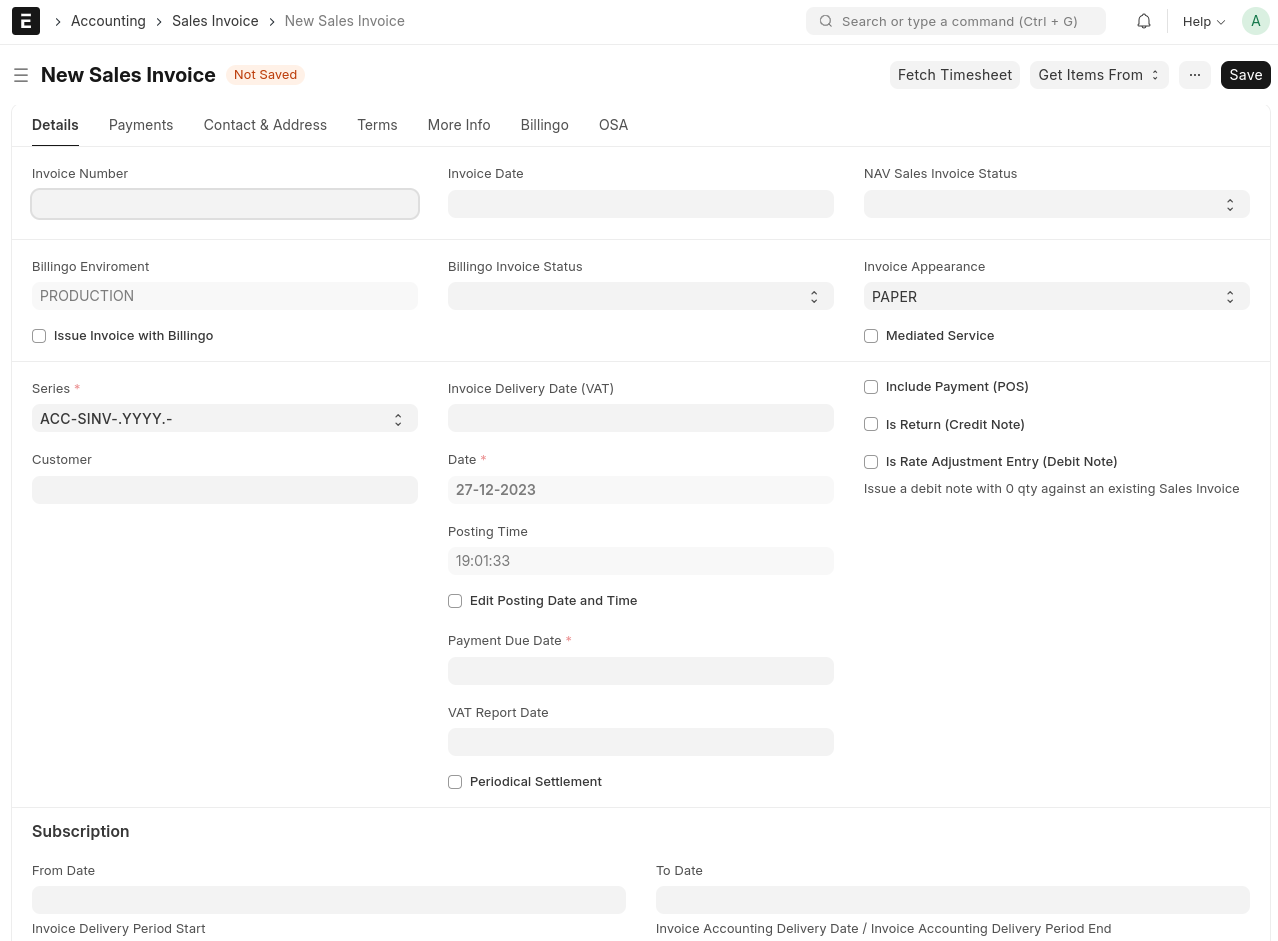 Accounting > Sales Invoice > New Sales Invoice
Search or type a command (Ctrl + G)
Help
A
New Sales Invoice Not Saved
Fetch Timesheet
Get Items From
...
Save
Details Payments Contact & Address Terms More Info Billingo OSA
Invoice Number
Invoice Date
NAV Sales Invoice Status
Billingo Enviroment
PRODUCTION
Billingo Invoice Status
Invoice Appearance
PAPER
Issue Invoice with Billingo
Mediated Service
Series *
ACC-SINV-.YYYY.-
Customer
Invoice Delivery Date (VAT)
Date *
27-12-2023
Posting Time
19:01:33
Edit Posting Date and Time
Payment Due Date *
VAT Report Date
Periodical Settlement
Include Payment (POS)
Is Return (Credit Note)
Is Rate Adjustment Entry (Debit Note)
Issue a debit note with 0 qty against an existing Sales Invoice
Subscription
From Date
Invoice Delivery Period Start
To Date
Invoice Accounting Delivery Date / Invoice Accounting Delivery Period End